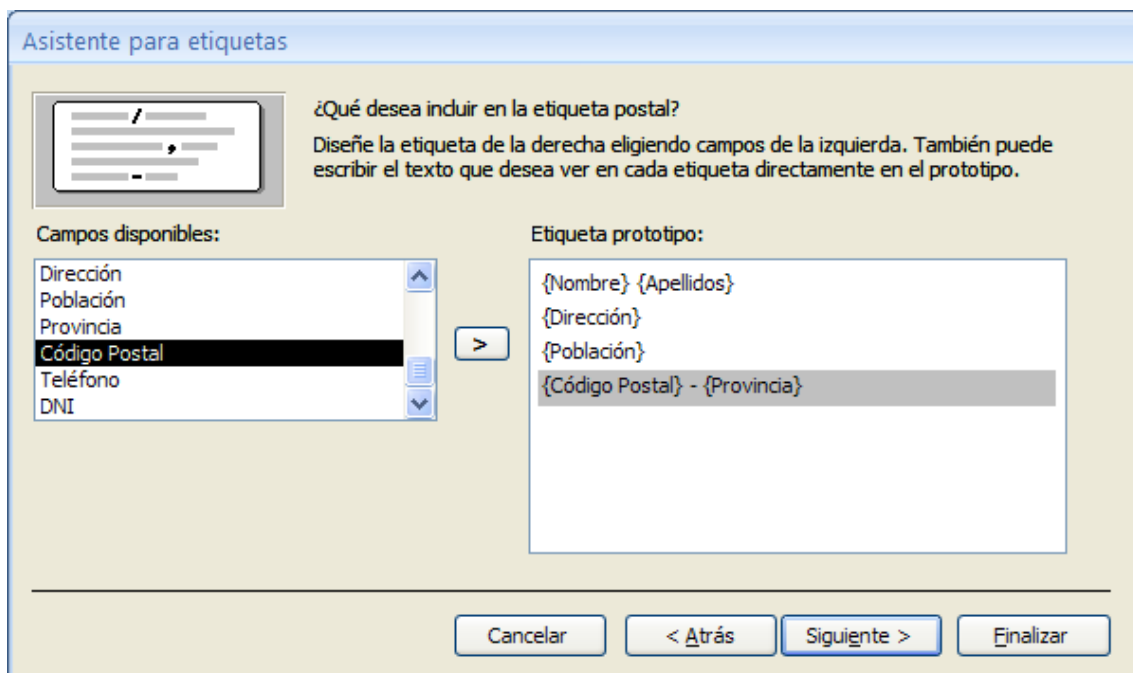 Asistente para etiquetas
¿Qué desea incluir en la etiqueta postal?
Diseñe la etiqueta de la derecha eligiendo campos de la izquierda. También puede
escribir el texto que desea ver en cada etiqueta directamente en el prototipo.
Campos disponibles:
Dirección
Población
Provincia
Código Postal
Teléfono
DNI
>
Etiqueta prototipo:
{Nombre} {Apellidos}
{Dirección}
{Población}
{Código Postal} - {Provincia}
Cancelar
< Atrás
Siguiente >
Finalizar